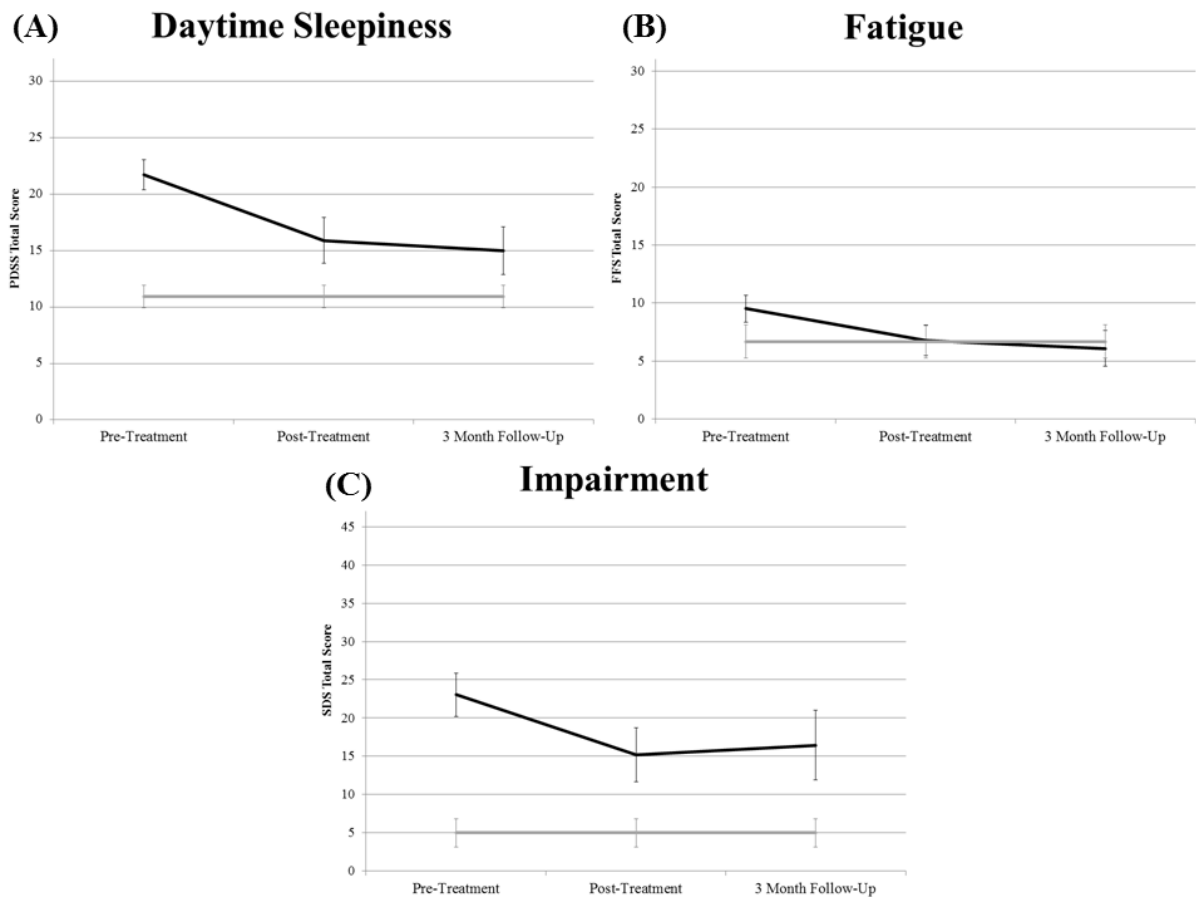 (A) Daytime Sleepiness
PDSS Total Score
30
25
20
15
10
5
0
Pre-Treatment Post-Treatment 3 Month Follow-Up
(B) Fatigue
FFS Total Score
30
25
20
15
10
5
0
Pre-Treatment Post-Treatment 3 Month Follow-Up
(C) Impairment
SDS Total Score
45
40
35
30
25
20
15
10
5
0
Pre-Treatment Post-Treatment 3 Month Follow-Up